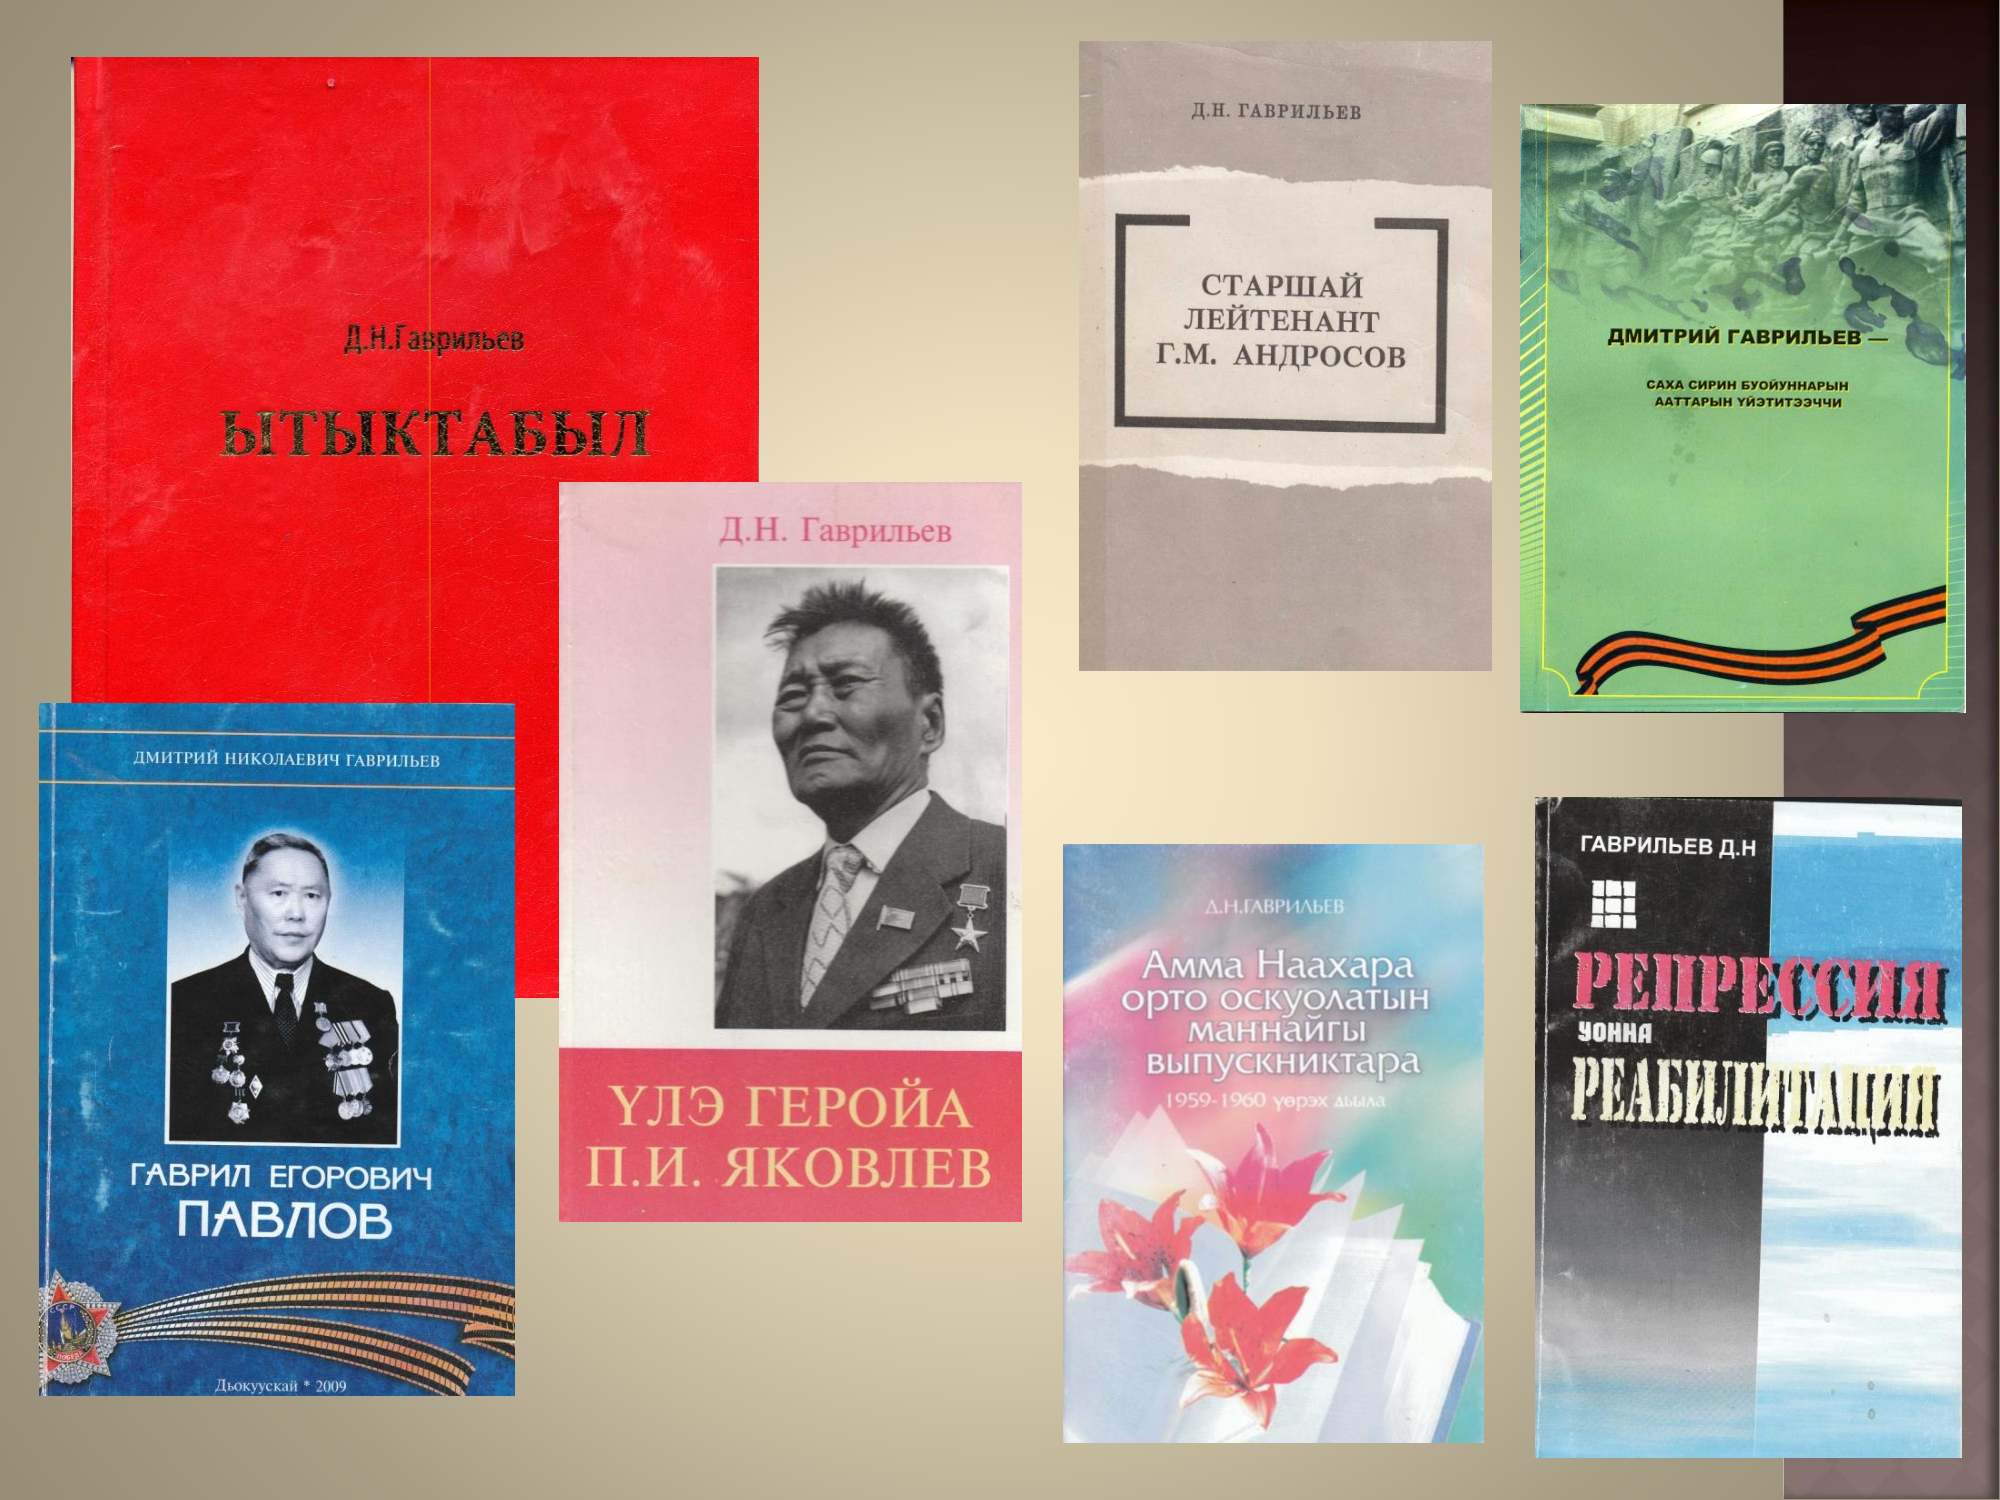 Д.Н.Гаврильев
ЫТЫКТАБЫЛ
Д.Н. ГАВРИЛЬЕВ
СТАРШАЙ
ЛЕЙТЕНАНТ
Г.М. АНДРОСОВ
ДМИТРИЙ ГАВРИЛЬЕВ —
САХА СИРИН БУОЙУННАРЫН
ААТТАРЫН ҮЙЭТИТЭЭЧЧИ
Д.Н. Гаврильев
ҮЛЭ ГЕРОЙА
П.И. ЯКОВЛЕВ
ДМИТРИЙ НИКОЛАЕВИЧ ГАВРИЛЬЕВ
ГАВРИЛ ЕГОРОВИЧ
ПАВЛОВ
СССР
ПОБЕДА
Дьокуускай * 2009
Д.Н.ГАВРИЛЬЕВ
Амма Наахара
орто оскуолатын
маннайгы
выпускниктара
1959-1960 үөрэх дьыла
ГАВРИЛЬЕВ Д.Н
РЕПРЕССИЯ
УОННА
РЕАБИЛИТАЦИЯ